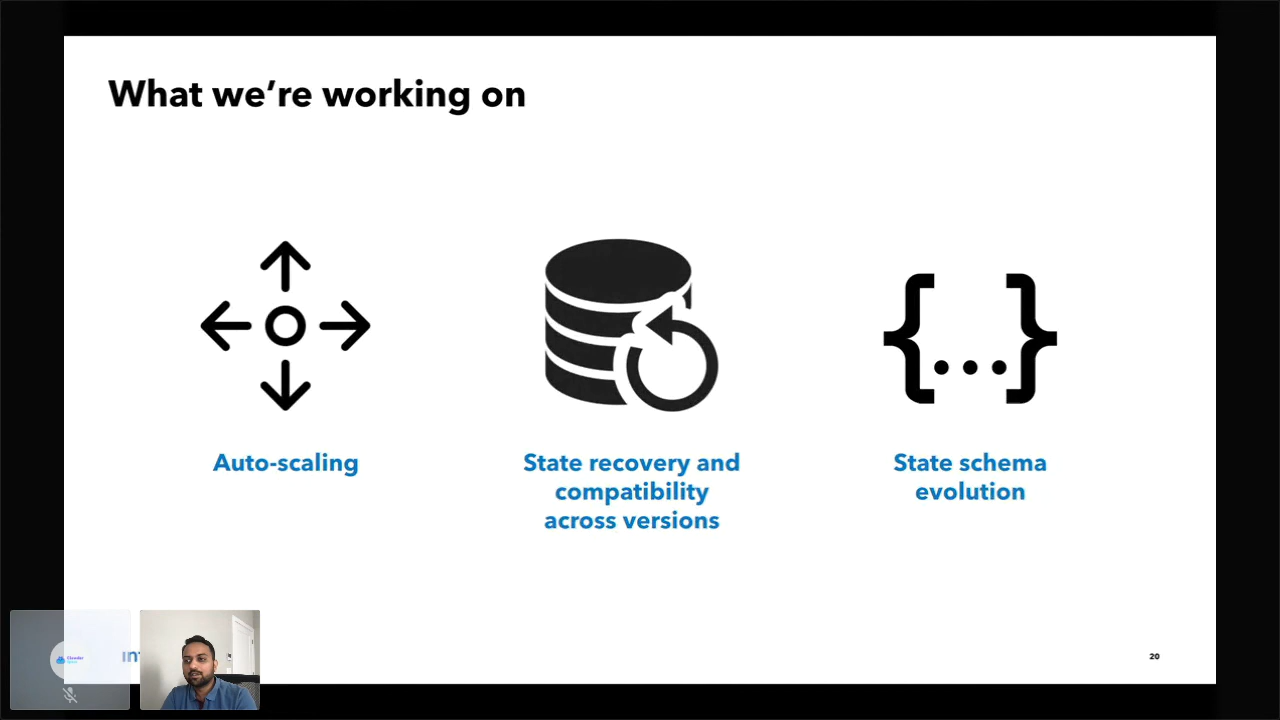 What we're working on
Auto-scaling
State recovery and
compatibility
across versions
State schema
evolution
20